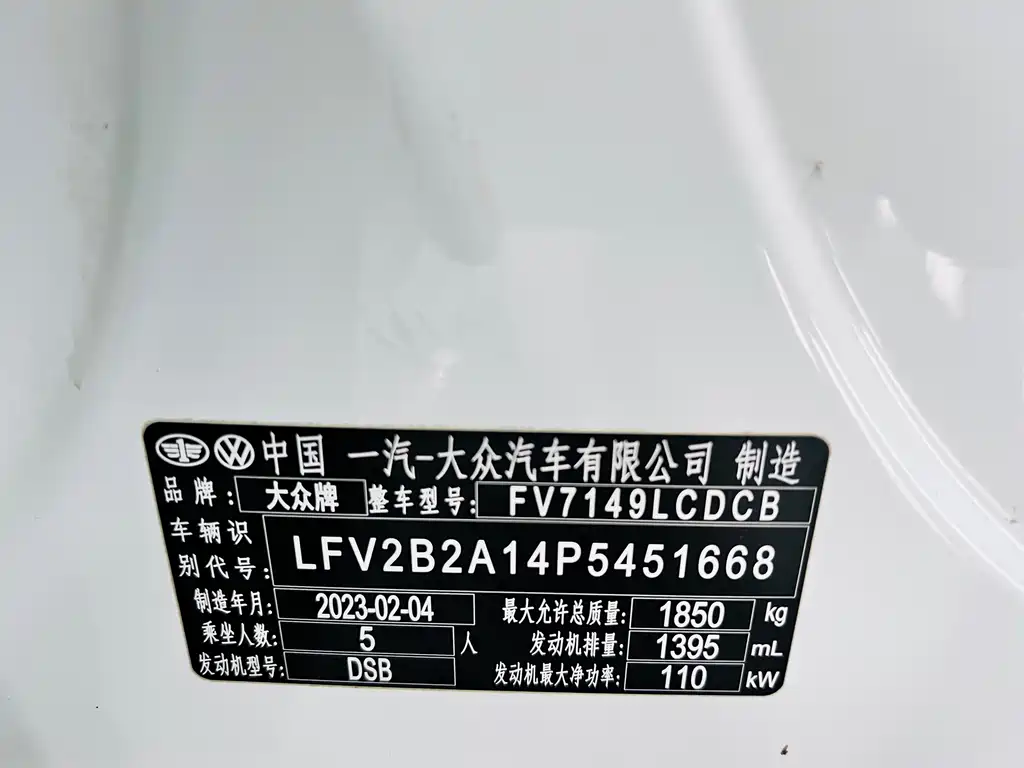 中国 一汽-大众汽车有限公司 制造
品牌: 大众牌 整车型号: FV7149LCDCB
车辆识别代号: LFV2B2A14P5451668
制造年月: 2023-02-04 最大允许总质量: 1850 kg
乘坐人数: 5 人 发动机排量: 1395 mL
发动机型号: DSB 发动机最大净功率: 110 kW